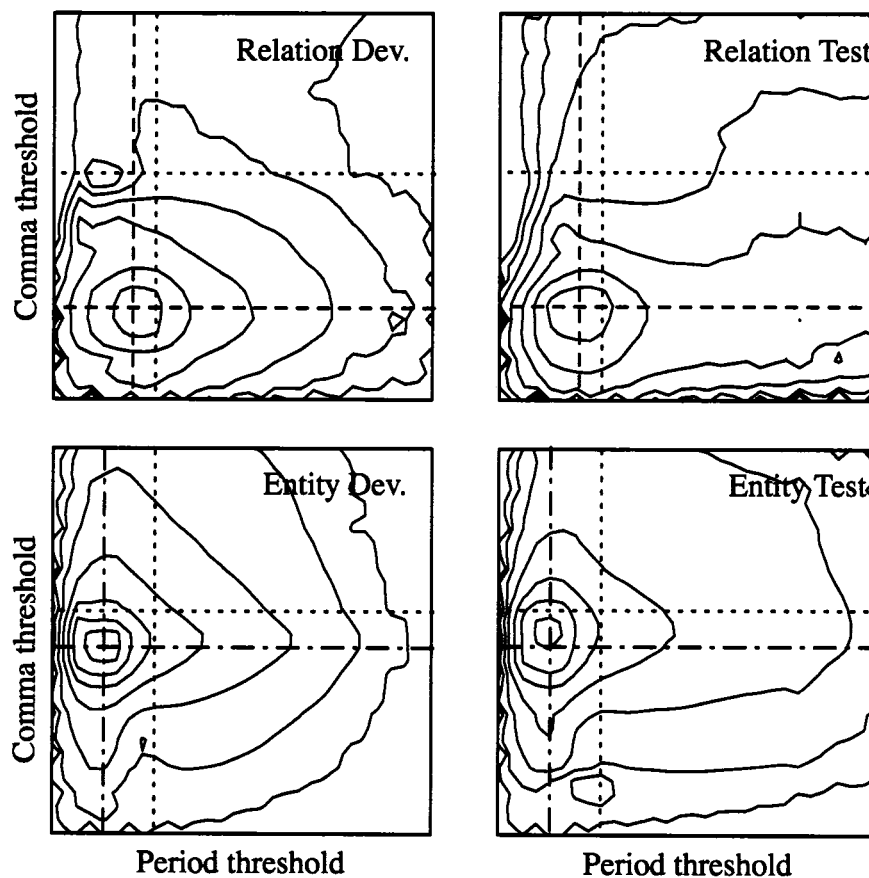 Relation Dev.
Relation Test
Comma threshold
Entity Dev.
Entity Test
Comma threshold
Period threshold
Period threshold